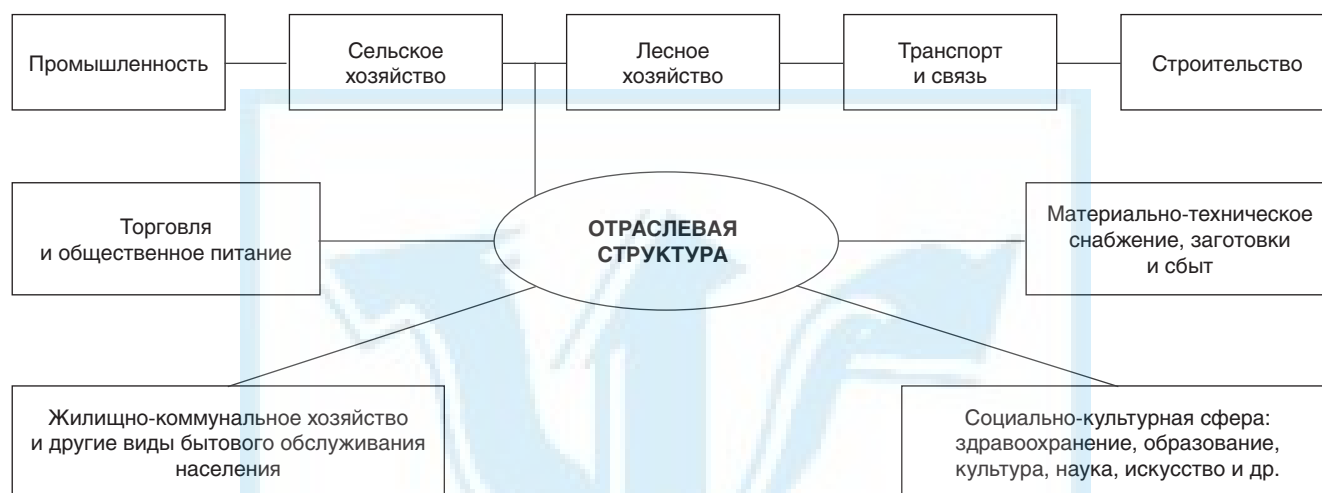 Промышленность
Сельское
хозяйство
Лесное
хозяйство
Транспорт
и связь
Строительство
Торговля
и общественное питание
ОТРАСЛЕВАЯ
СТРУКТУРА
Материально-техническое
снабжение, заготовки
и сбыт
Жилищно-коммунальное хозяйство
и другие виды бытового обслуживания
населения
Социально-культурная сфера:
здравоохранение, образование,
культура, наука, искусство и др.